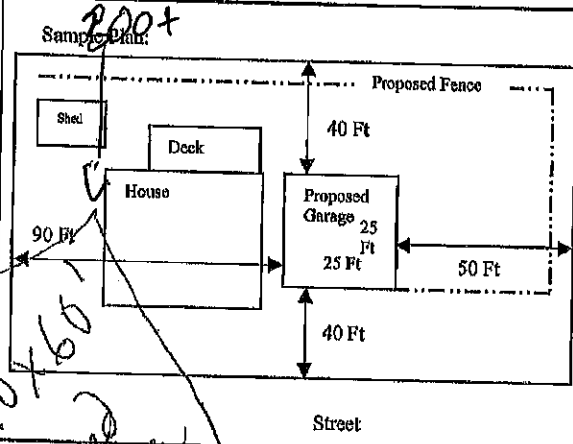 200+
Sample Plan:
Proposed Fence
Shed
40 Ft
Deck
House
Proposed
Garage
25
Ft
25 Ft
90 Ft
50 Ft
40 Ft
Street